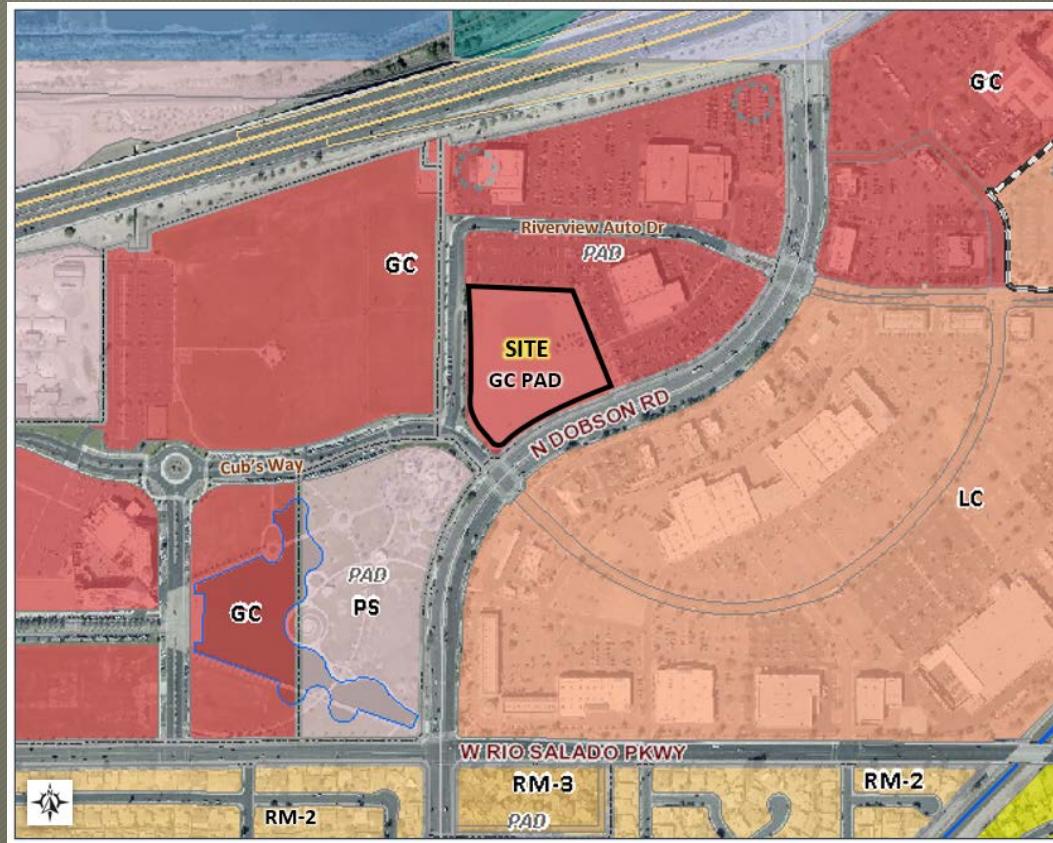 GC
Riverview Auto Dr
PAD
GC
SITE
GC PAD
N DOBSON RD
Cub's Way
LC
PAD
PS
GC
W RIO SALADO PKWY
RM-3
RM-2
RM-2
PAD